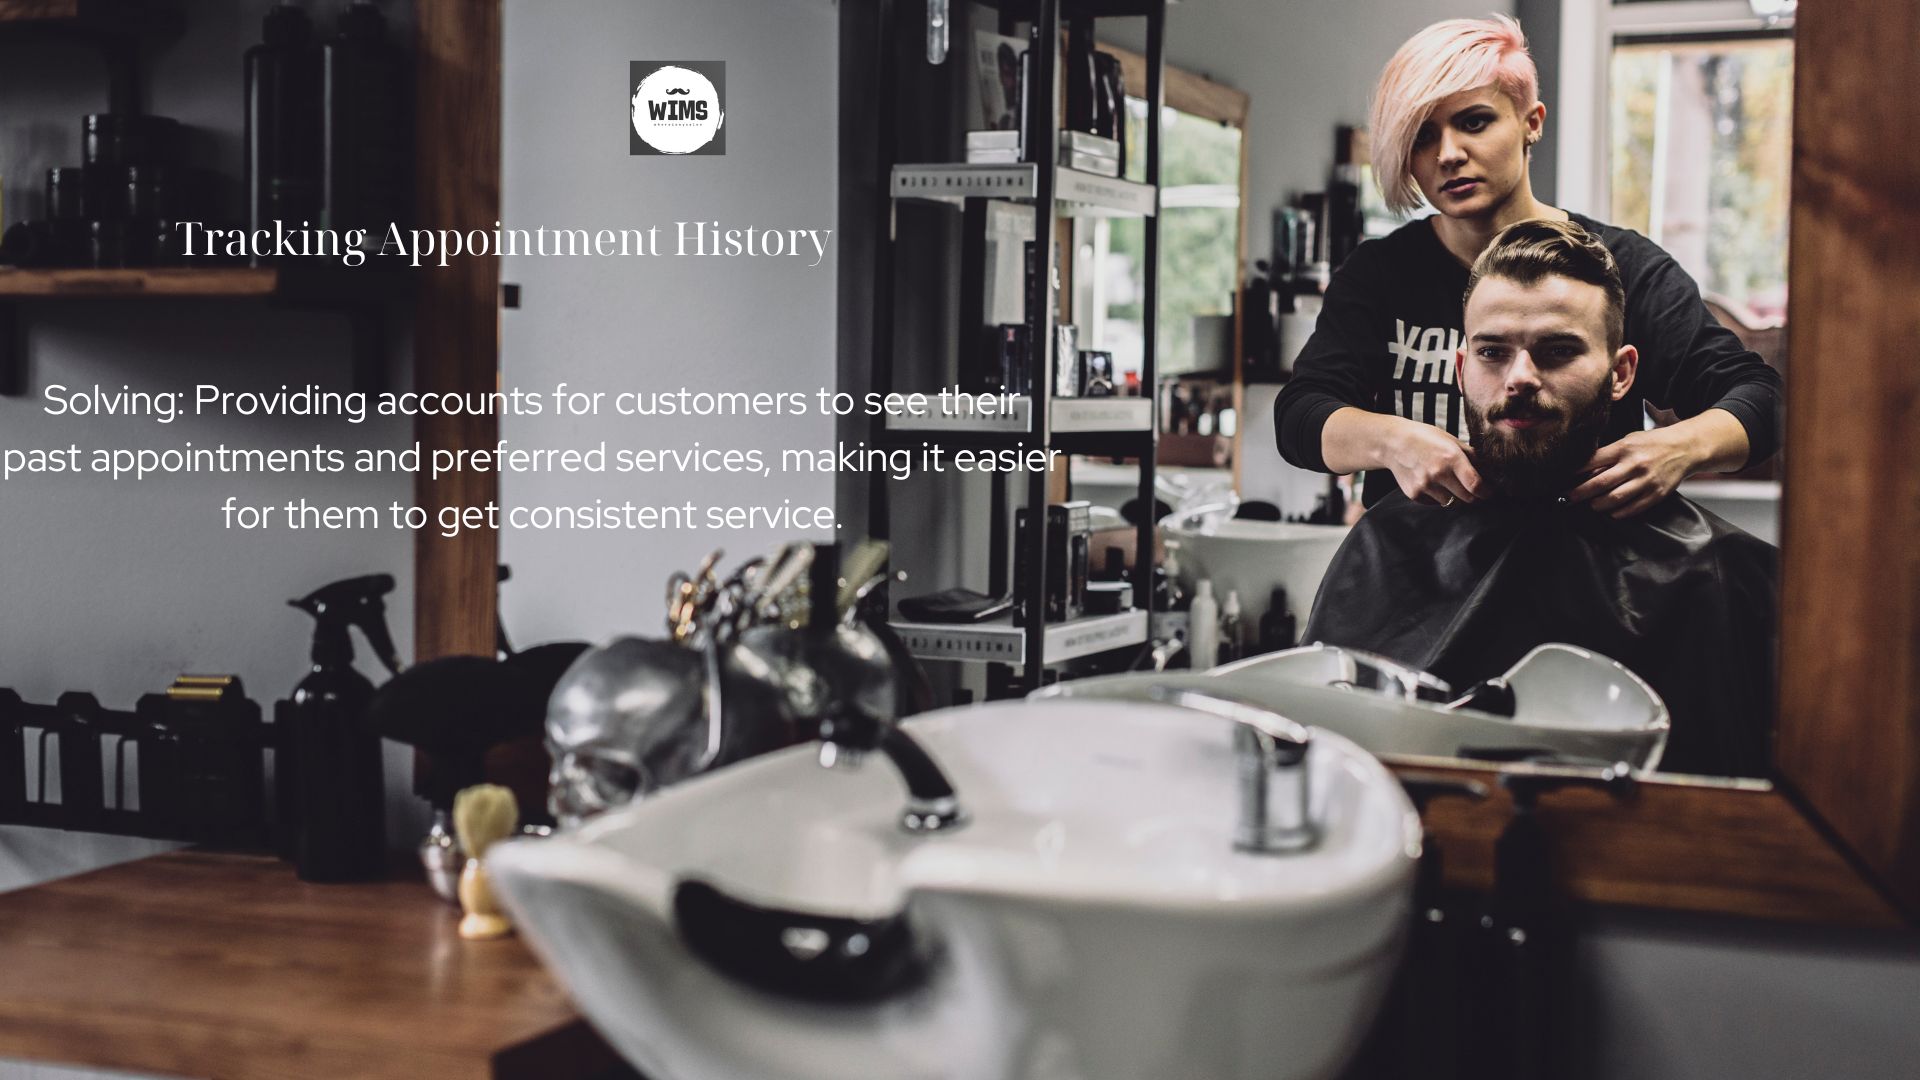 WIMS
Tracking Appointment History
Solving: Providing accounts for customers to see their
past appointments and preferred services, making it easier
for them to get consistent service.